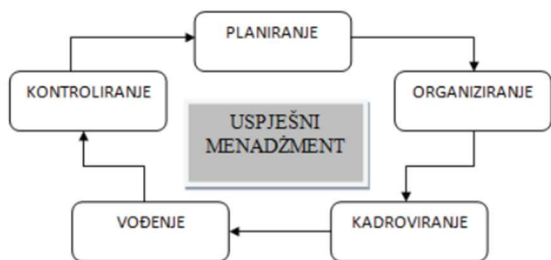 PLANIRANJE
KONTROLIRANJE
ORGANIZIRANJE
USPJEŠNI
MENADŽMENT
VOĐENJE
KADROVIRANJE